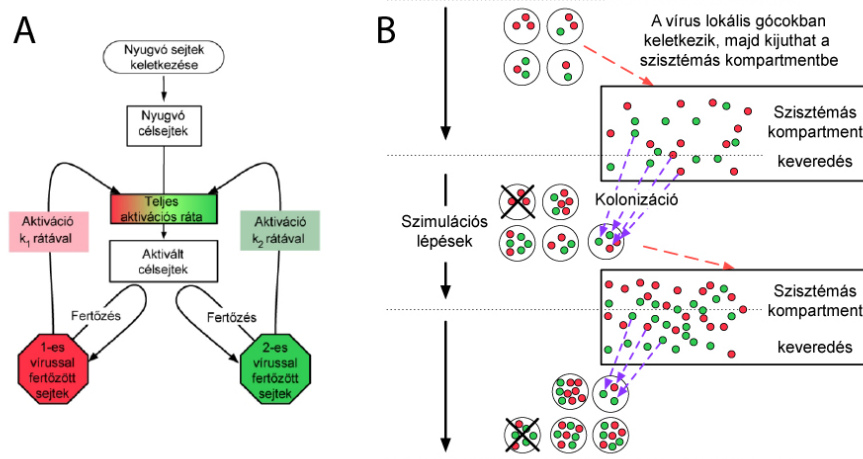 A
Nyugvó sejtek
keletkezése
Nyugvó
célsejtek
Teljes
aktivációs ráta
Aktiváció
k1 rátával
Aktiváció
k2 rátával
Aktivált
célsejtek
Fertőzés
Fertőzés
1-es
vírussal
fertőzött
sejtek
2-es
vírussal
fertőzött
sejtek
B
A vírus lokális gócokban
keletkezik, majd kijuthat a
szisztémás kompartmentbe
Szisztémás
kompartment
keveredés
Kolonizáció
Szimulációs
lépések
Szisztémás
kompartment
keveredés